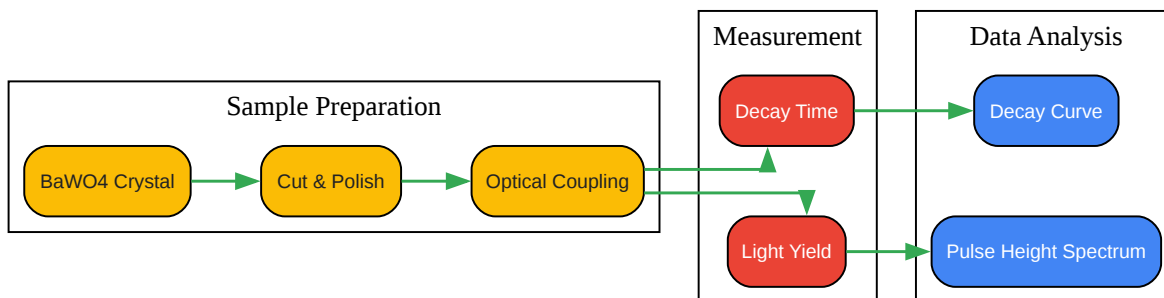 Sample Preparation
BaWO4 Crystal
Cut & Polish
Optical Coupling
Measurement
Decay Time
Light Yield
Data Analysis
Decay Curve
Pulse Height Spectrum